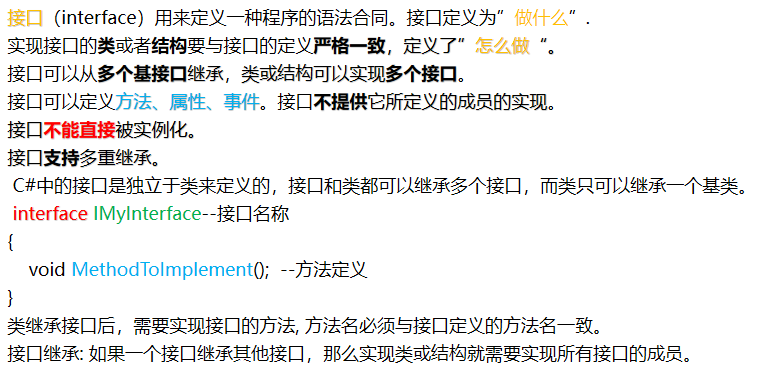 接口（interface）用来定义一种程序的语法合同。接口定义为”做什么”.
实现接口的类或者结构要与接口的定义严格一致，定义了”怎么做“。
接口可以从多个基接口继承，类或结构可以实现多个接口。
接口可以定义方法、属性、事件。接口不提供它所定义的成员的实现。
接口不能直接被实例化。
接口支持多重继承。
C#中的接口是独立于类来定义的，接口和类都可以继承多个接口，而类只可以继承一个基类。
interface IMyInterface--接口名称
{
void MethodToImplement(); --方法定义
}
类继承接口后，需要实现接口的方法, 方法名必须与接口定义的方法名一致。
接口继承: 如果一个接口继承其他接口，那么实现类或结构就需要实现所有接口的成员。